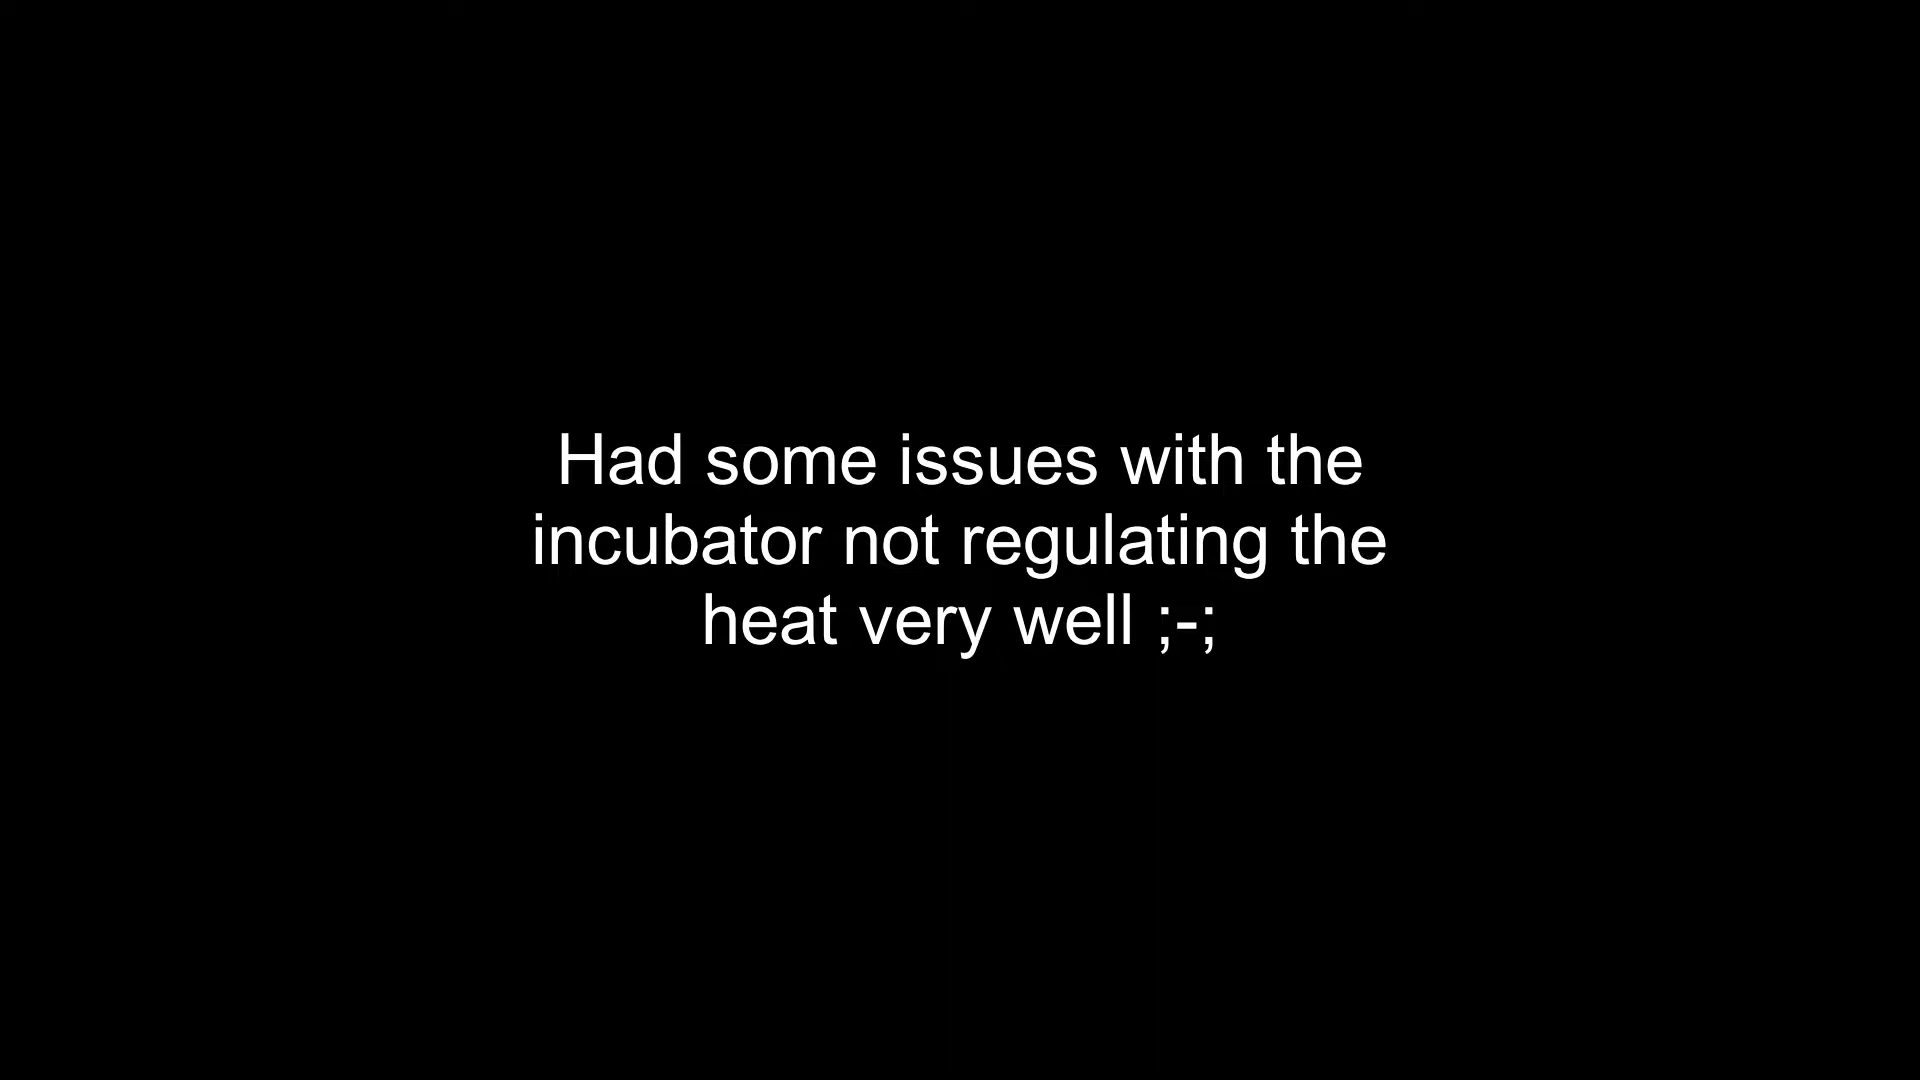 Had some issues with the
incubator not regulating the
heat very well ;-;